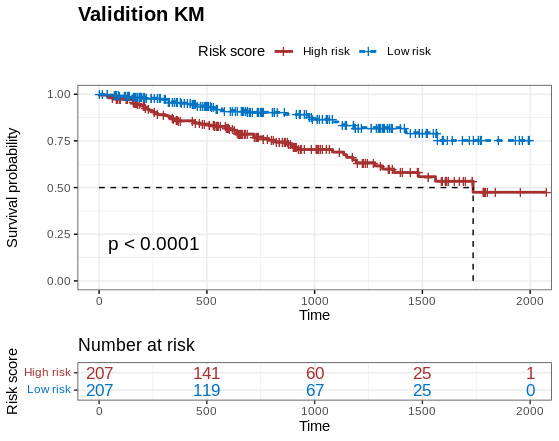 Validition KM
Risk score High risk Low risk
Survival probability
1.00
0.75
0.50
0.25
0.00
p < 0.0001
0 500 1000 1500 2000
Time
Number at risk
Risk score
High risk 207 141 60 25 1
Low risk 207 119 67 25 0
0 500 1000 1500 2000
Time